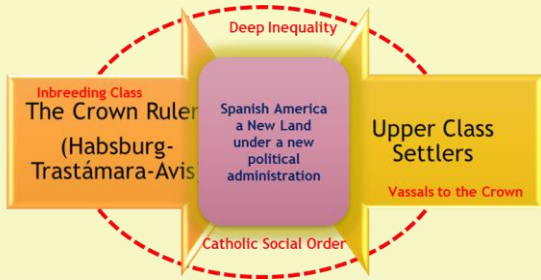 Deep Inequality
Inbreeding Class
The Crown Ruler
(Habsburg-
Trastámara-Avis)
Spanish America
a New Land
under a new
political
administration
Upper Class
Settlers
Vassals to the Crown
Catholic Social Order